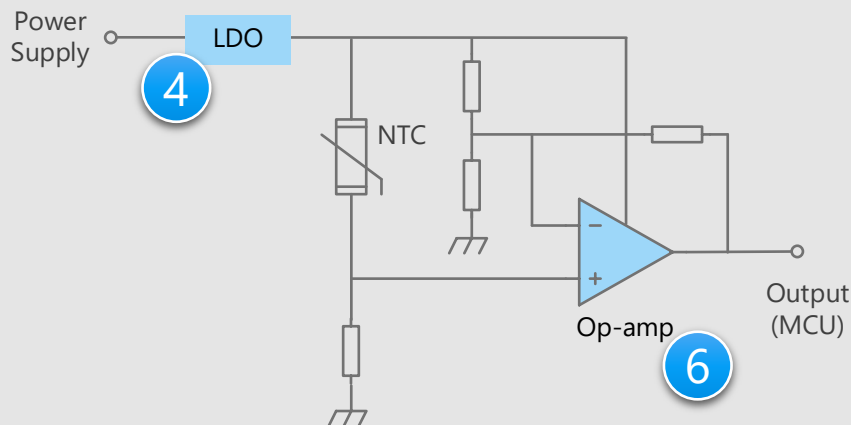 Power
Supply
LDO
4
NTC
−
+
Op-amp
6
Output
(MCU)